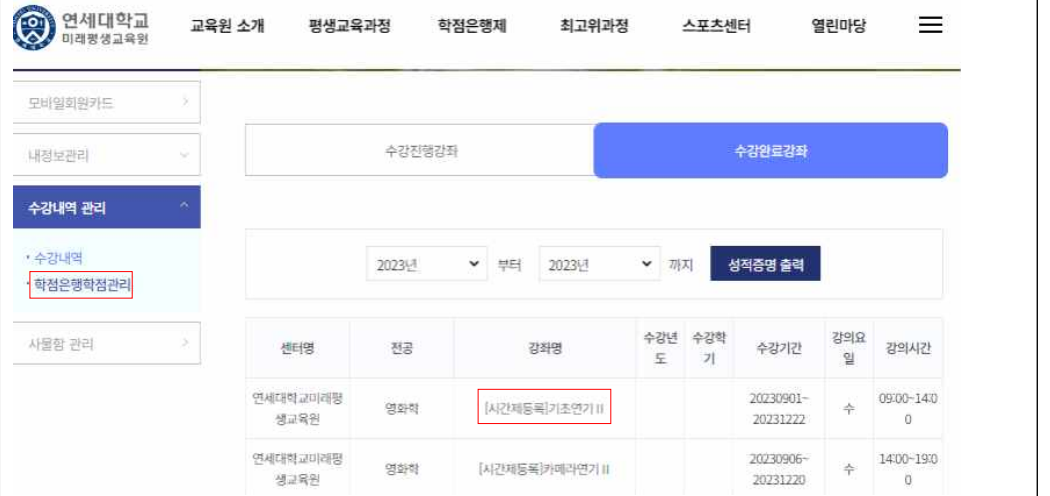 연세대학교
미래평생교육원
교육원 소개 평생교육과정 학점은행제 최고위과정 스포츠센터 열린마당
모바일회원카드
내정보관리
수강내역 관리
· 수강내역
· 학점은행학점관리
사물함 관리
수강진행강좌 수강완료강좌
2023년 부터 2023년 까지 성적증명 출력
센터명 전공 강좌명 수강년도 수강학기 수강기간 강의요일 강의시간
연세대학교미래평생교육원 영화학 [시간제등록]기초연기 II 20230901~20231222 수 09:00~14:00
연세대학교미래평생교육원 영화학 [시간제등록]카메라연기 II 20230906~20231220 수 14:00~19:00